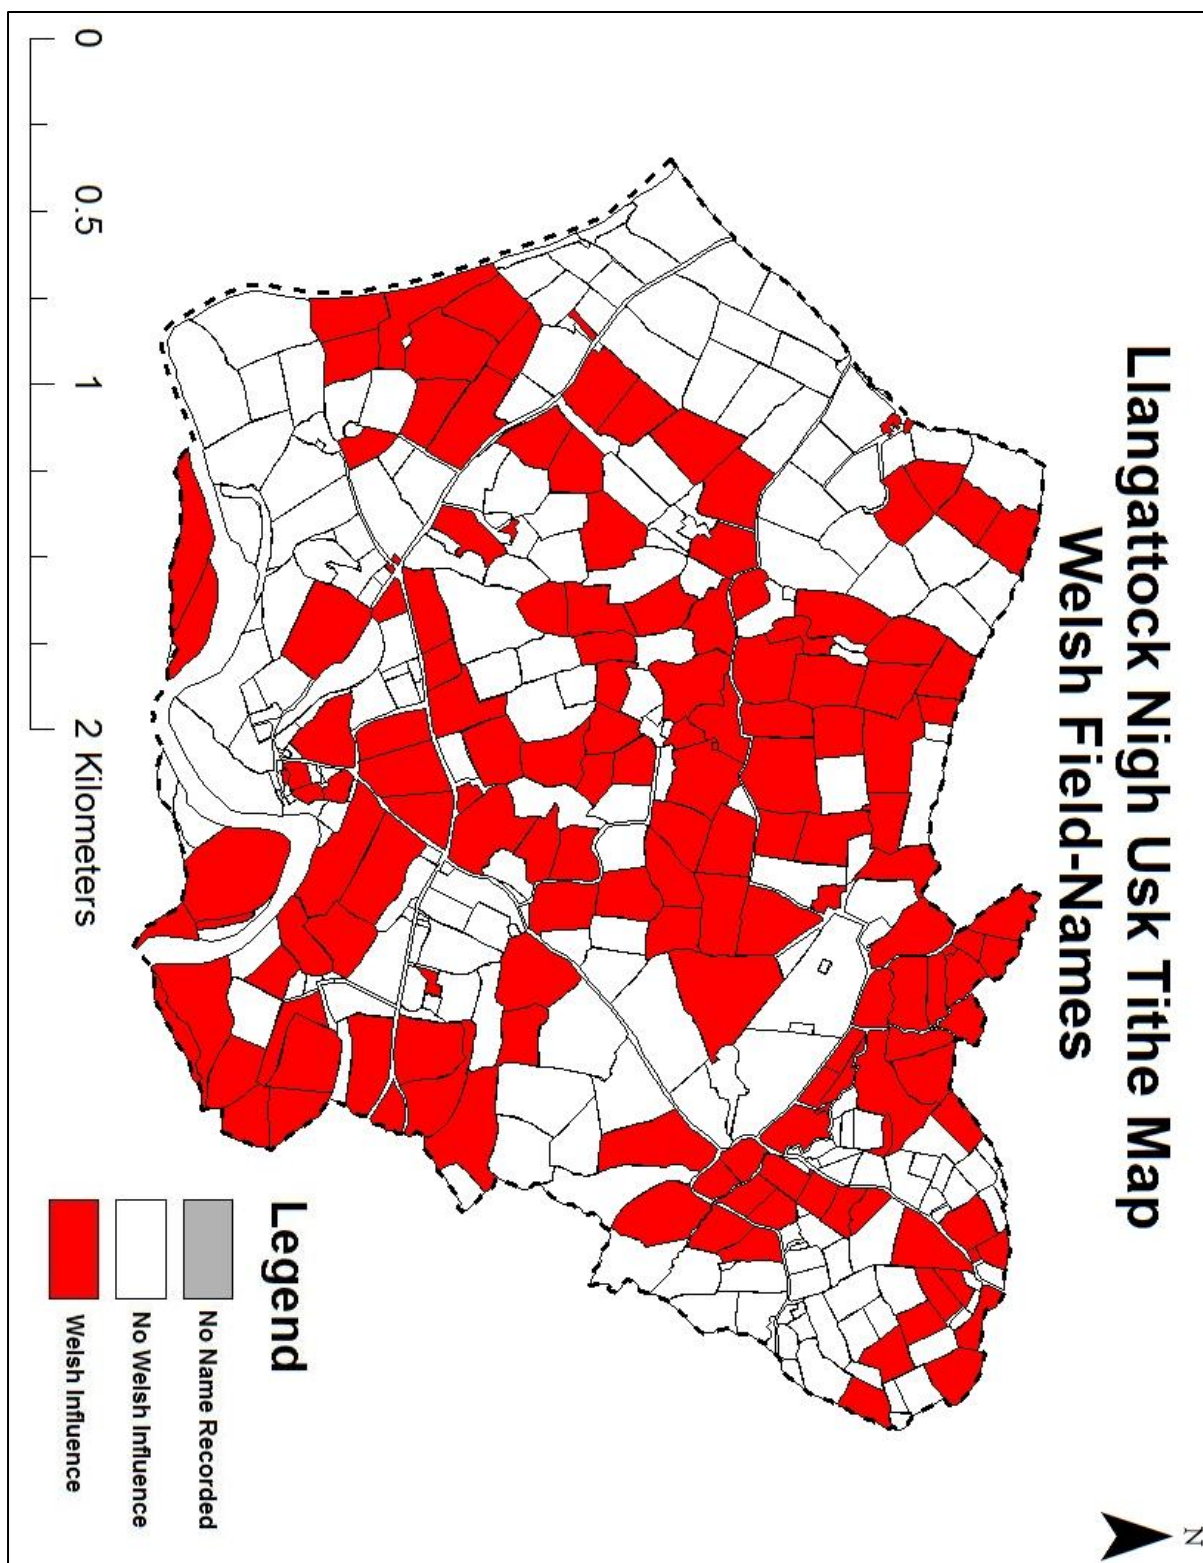 Llangattock Nigh Usk Tithe Map
Welsh Field-Names
N
Legend
No Name Recorded
No Welsh Influence
Welsh Influence
0 0.5 1 2 Kilometers